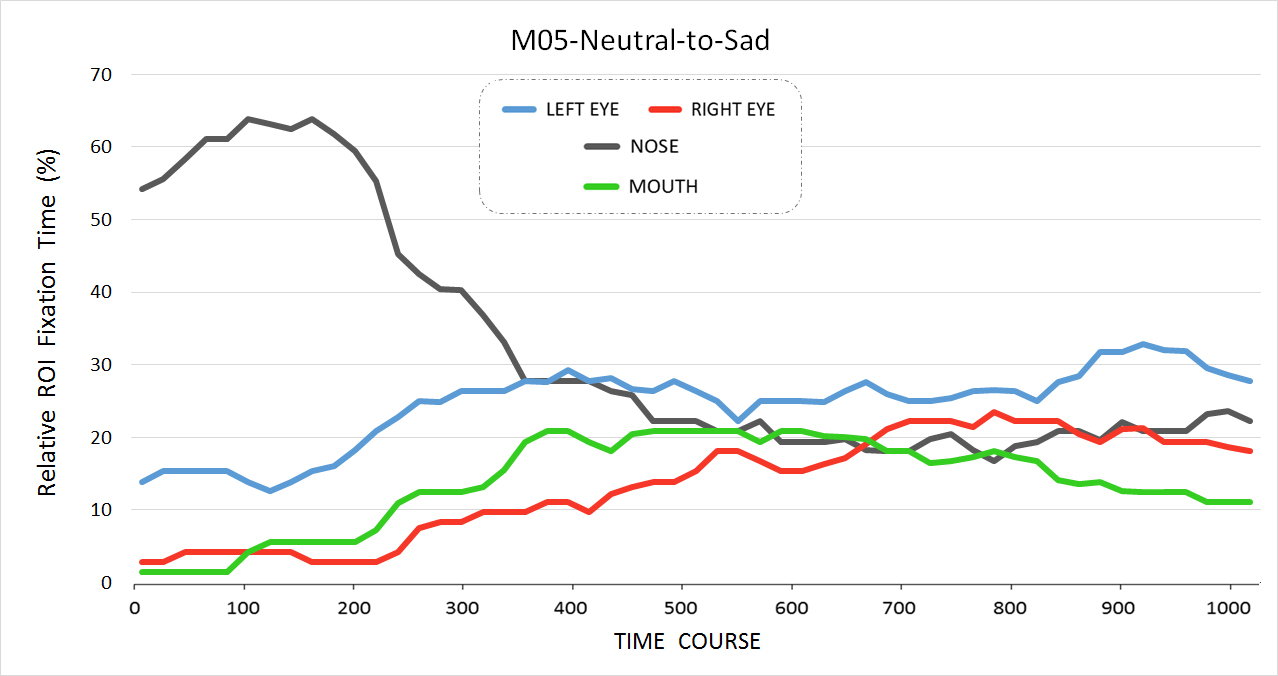 M05-Neutral-to-Sad
LEFT EYE RIGHT EYE
NOSE
MOUTH
Relative ROI Fixation Time (%)
70
60
50
40
30
20
10
0
0 100 200 300 400 500 600 700 800 900 1000
TIME COURSE